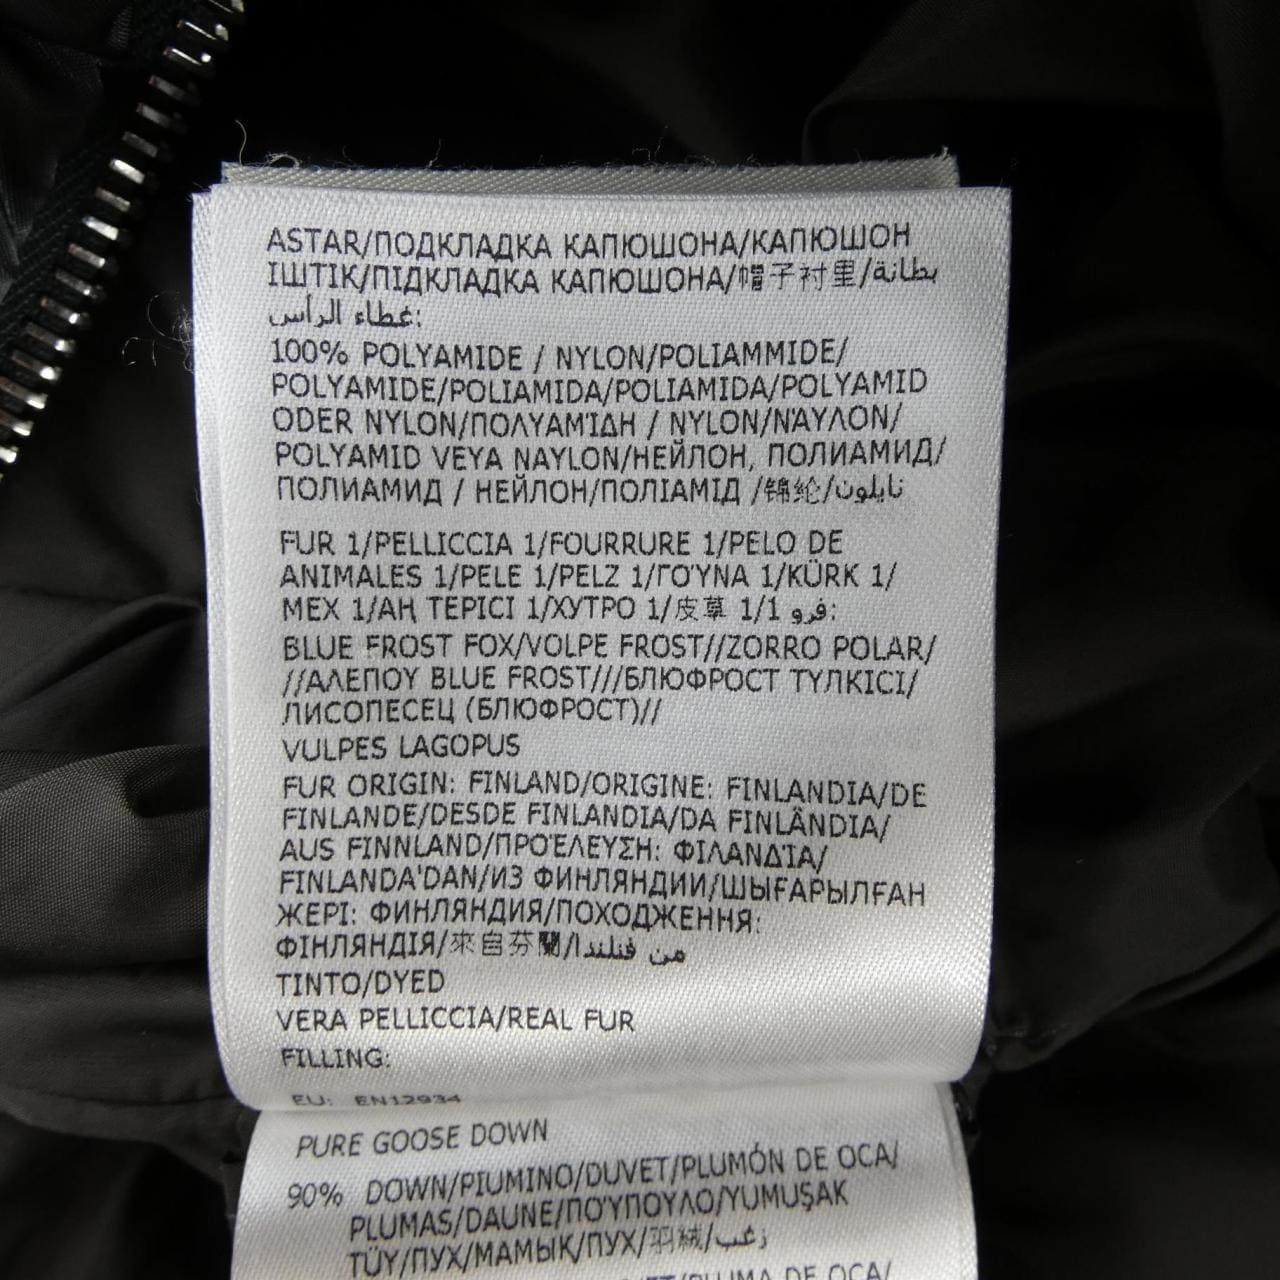 ASTAR/ПОДКЛАДКА КАПЮШОНА/КАПЮШОН
ІШТІК/ПІДКЛАДКА КАПЮШОНА/帽子衬里/بطانة
غطاء الرأس:
100% POLYAMIDE / NYLON/POLIAMMIDE/
POLYAMIDE/POLIAMIDA/POLIAMIDA/POLYAMID
ODER NYLON/ΠΟΛΥΑΜΊΔΗ / NYLON/ΝΆΥΛΟΝ/
POLYAMID VEYA NAYLON/НЕЙЛОН, ПОЛИАМИД/
ПОЛИАМИД / НЕЙЛОН/ПОЛІАМІД /锦纶/نايلون
FUR 1/PELLICCIA 1/FOURRURE 1/PELO DE
ANIMALES 1/PELE 1/PELZ 1/ΓΟΎΝΑ 1/KÜRK 1/
МЕХ 1/АҢ ТЕРІСІ 1/ХУТРО 1/皮草 1/1 فرو:
BLUE FROST FOX/VOLPE FROST//ZORRO POLAR/
//ΑΛΕΠΟΥ BLUE FROST///БЛЮФРОСТ ТҮЛКІСІ/
ЛИСОПЕСЕЦ (БЛЮФРОСТ)//
VULPES LAGOPUS
FUR ORIGIN: FINLAND/ORIGINE: FINLANDIA/DE
FINLANDE/DESDE FINLANDIA/DA FINLÂNDIA/
AUS FINNLAND/ΠΡΟΈΛΕΥΣΗ: ΦΙΛΑΝΔΊΑ/
FINLANDA'DAN/ИЗ ФИНЛЯНДИИ/ШЫҒАРЫЛҒАН
ЖЕРІ: ФИНЛЯНДИЯ/ПОХОДЖЕННЯ:
ФІНЛЯНДІЯ/來自芬蘭/من فنلندا
TINTO/DYED
VERA PELLICCIA/REAL FUR
FILLING:
EU: EN12934
PURE GOOSE DOWN
90% DOWN/PIUMINO/DUVET/PLUMÓN DE OCA/
PLUMAS/DAUNE/ΠΟΎΠΟΥΛΟ/YUMUŞAK
TÜY/ПУХ/МАМЫҚ/ПУХ/羽絨/زغب
DE OCA/